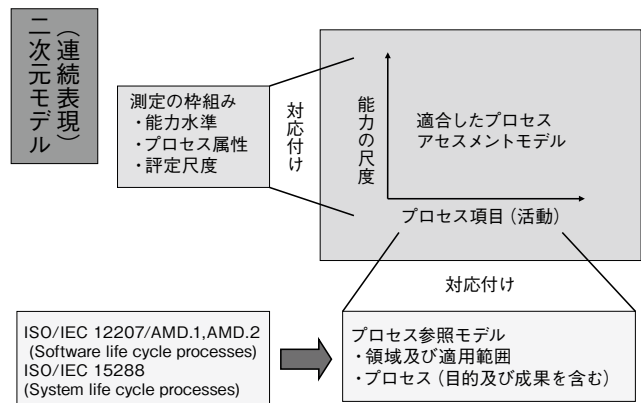 二次元モデル
（連続表現）
測定の枠組み
・能力水準
・プロセス属性
・評定尺度
対応付け
能力の尺度
適合したプロセス
アセスメントモデル
プロセス項目（活動）
対応付け
ISO/IEC 12207/AMD.1,AMD.2
(Software life cycle processes)
ISO/IEC 15288
(System life cycle processes)
プロセス参照モデル
・領域及び適用範囲
・プロセス（目的及び成果を含む）